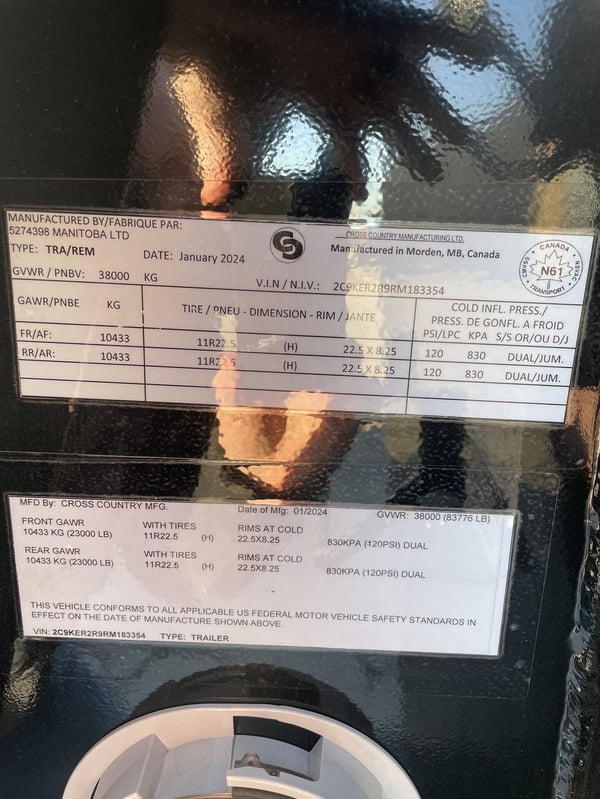 MANUFACTURED BY/FABRIQUE PAR:
5274398 MANITOBA LTD
TYPE: TRA/REM DATE: January 2024
CROSS COUNTRY MANUFACTURING LTD.
Manufactured in Morden, MB, Canada
CANADA
CMVSS N61 NSVAC
TRANSPORT
GVWR / PNBV: 38000 KG V.I.N / N.I.V.: 2C9KER2R9RM183354
GAWR/PNBE KG TIRE / PNEU - DIMENSION - RIM / JANTE COLD INFL. PRESS./
PRESS. DE GONFL. A FROID
PSI/LPC KPA S/S OR/OU D/J
FR/AF: 10433 11R22.5 (H) 22.5 X 8.25 120 830 DUAL/JUM.
RR/AR: 10433 11R22.5 (H) 22.5 X 8.25 120 830 DUAL/JUM.
MFD By: CROSS COUNTRY MFG. Date of Mfg: 01/2024 GVWR: 38000 (83776 LB)
FRONT GAWR WITH TIRES RIMS AT COLD
10433 KG (23000 LB) 11R22.5 (H) 22.5X8.25 830KPA (120PSI) DUAL
REAR GAWR WITH TIRES RIMS AT COLD
10433 KG (23000 LB) 11R22.5 (H) 22.5X8.25 830KPA (120PSI) DUAL
THIS VEHICLE CONFORMS TO ALL APPLICABLE US FEDERAL MOTOR VEHICLE SAFETY STANDARDS IN
EFFECT ON THE DATE OF MANUFACTURE SHOWN ABOVE.
VIN: 2C9KER2R9RM183354 TYPE: TRAILER